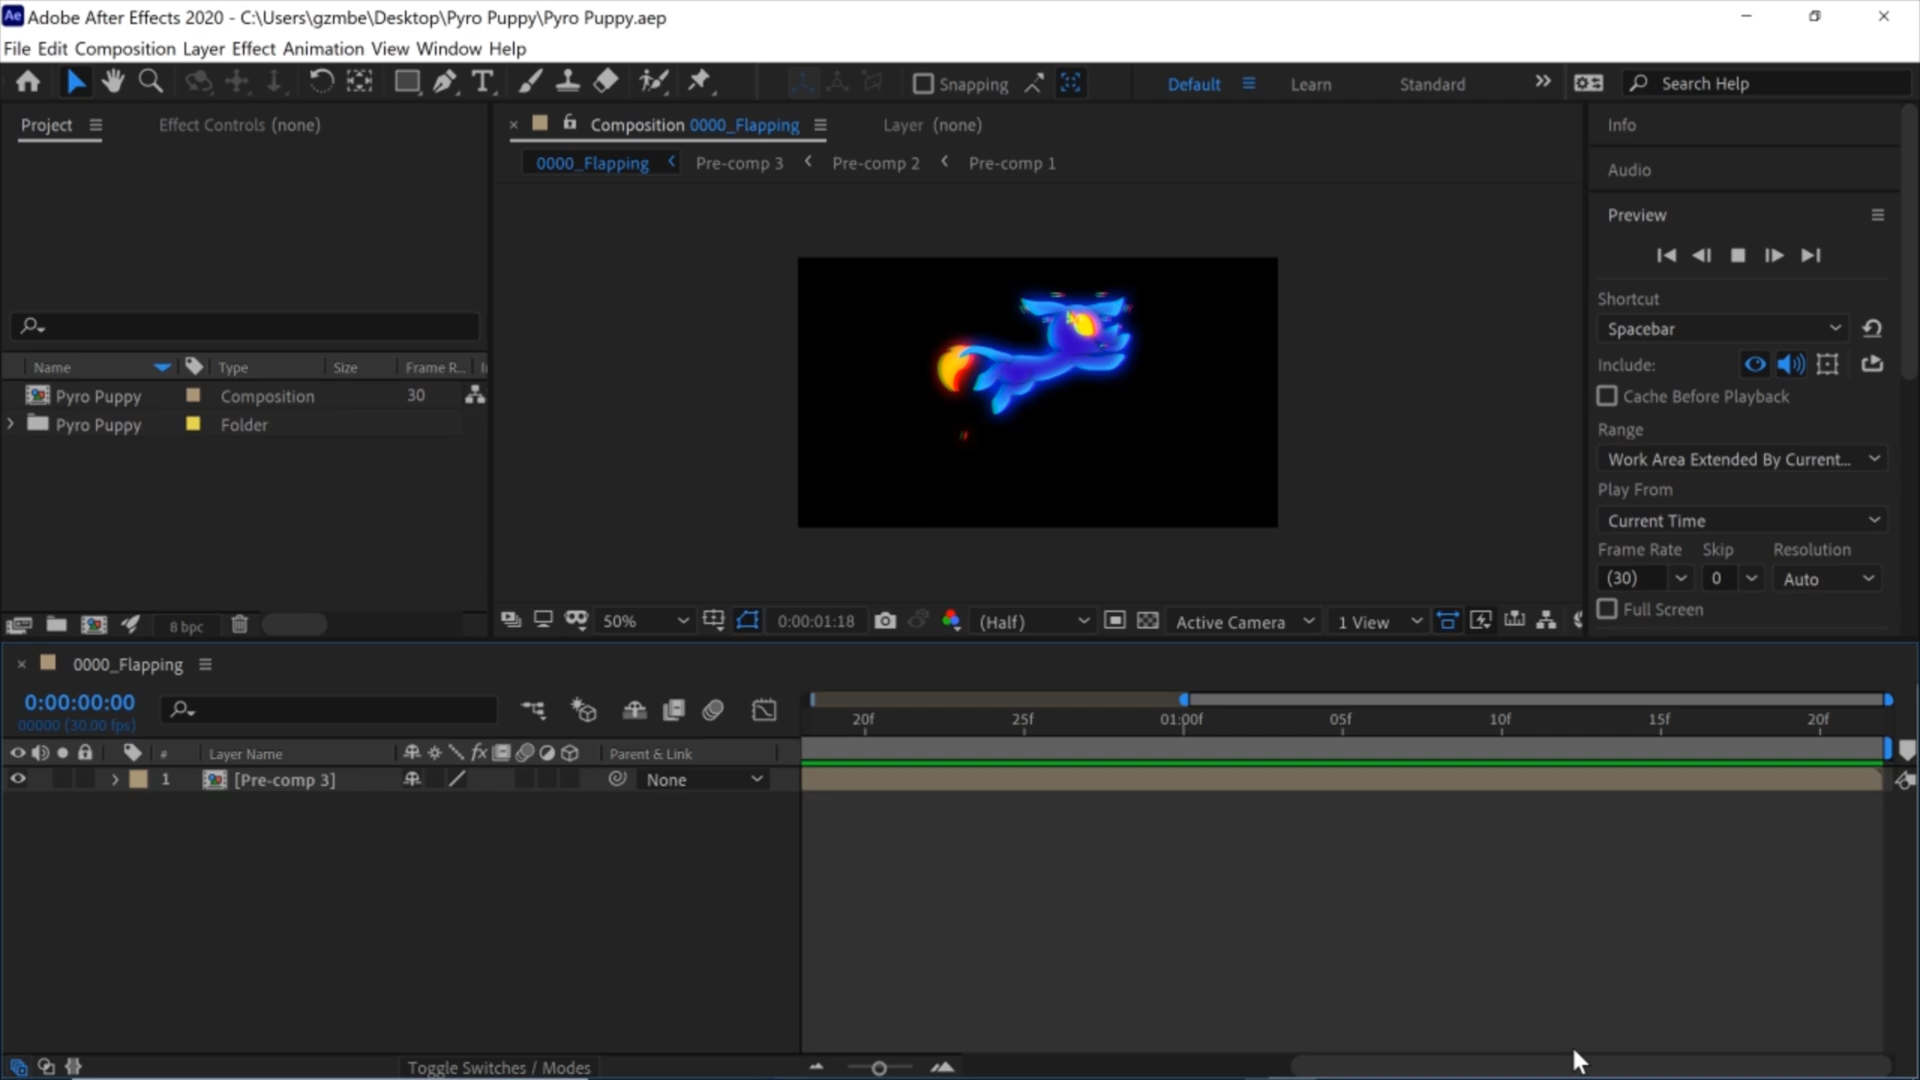 Ae Adobe After Effects 2020 - C:\Users\gzmbe\Desktop\Pyro Puppy\Pyro Puppy.aep
File Edit Composition Layer Effect Animation View Window Help
Snapping Default Learn Standard Search Help
Project Effect Controls (none)
Composition 0000_Flapping Layer (none)
0000_Flapping Pre-comp 3 Pre-comp 2 Pre-comp 1
Name Type Size Frame R...
Pyro Puppy Composition 30
Pyro Puppy Folder
8 bpc
50% 0:00:01:18 (Half) Active Camera 1 View
Info
Audio
Preview
Shortcut
Spacebar
Include:
Cache Before Playback
Range
Work Area Extended By Current...
Play From
Current Time
Frame Rate Skip Resolution
(30) 0 Auto
Full Screen
0000_Flapping
0:00:00:00
00000 (30.00 fps)
20f 25f 01:00f 05f 10f 15f 20f
# Layer Name fx Parent & Link
1 [Pre-comp 3] None
Toggle Switches / Modes